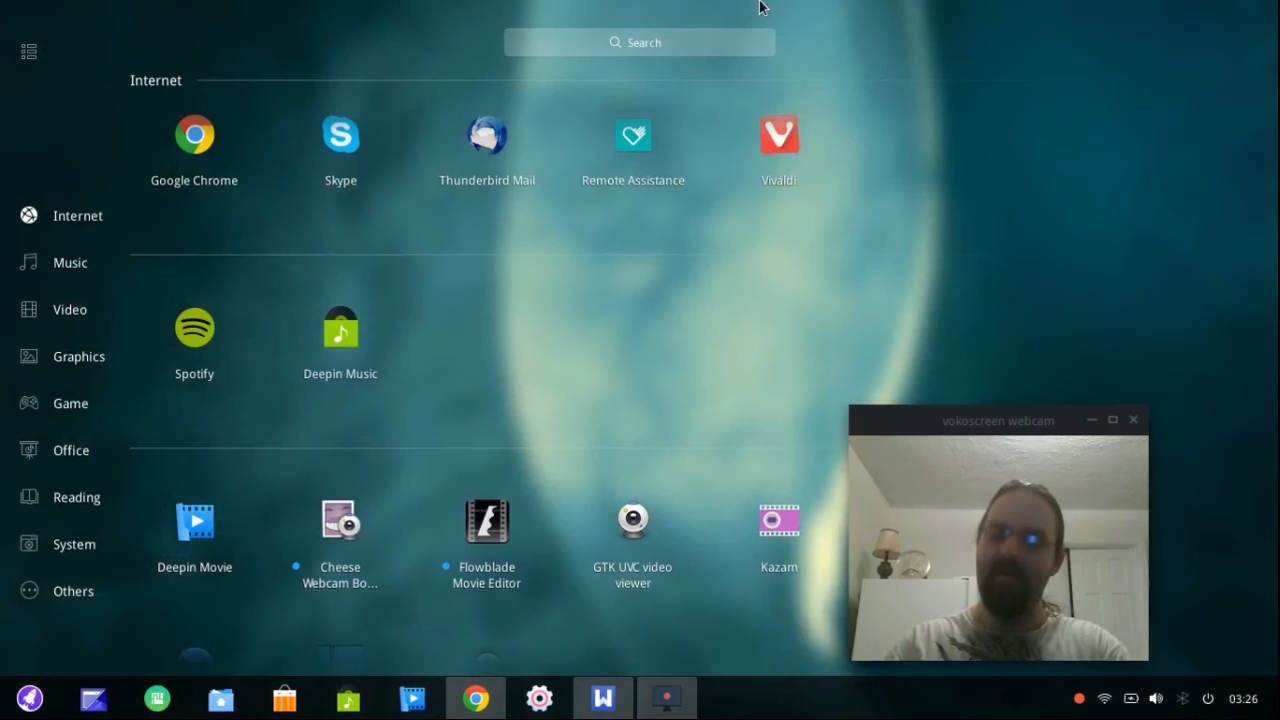 Search
Internet
Google Chrome
Skype
Thunderbird Mail
Remote Assistance
Vivaldi
Internet
Music
Video
Graphics
Game
Office
Reading
System
Others
Spotify
Deepin Music
Deepin Movie
Cheese
Webcam Bo...
Flowblade
Movie Editor
GTK UVC video
viewer
Kazam
vokoscreen webcam
03:26